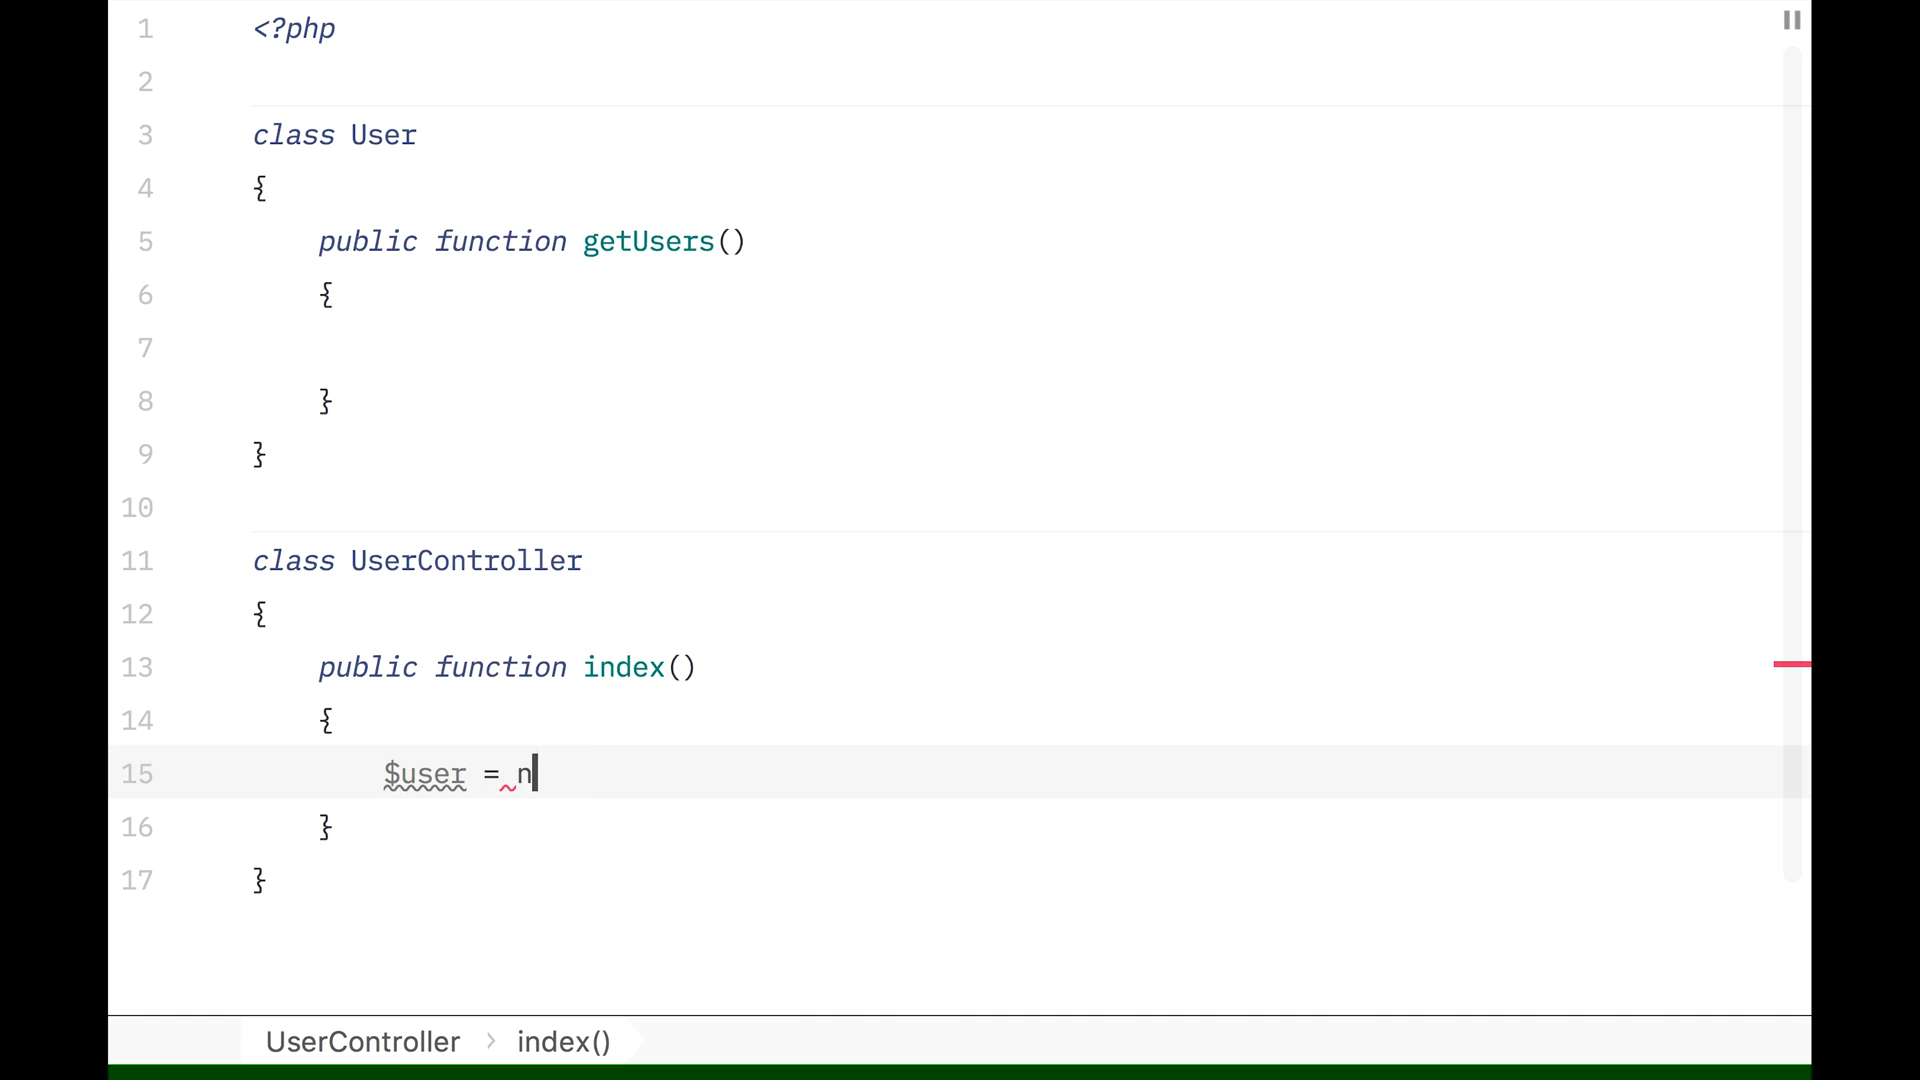 1 <?php
2
3 class User
4 {
5 public function getUsers()
6 {
7
8 }
9 }
10
11 class UserController
12 {
13 public function index()
14 {
15 $user = n
16 }
17 }
UserController > index()